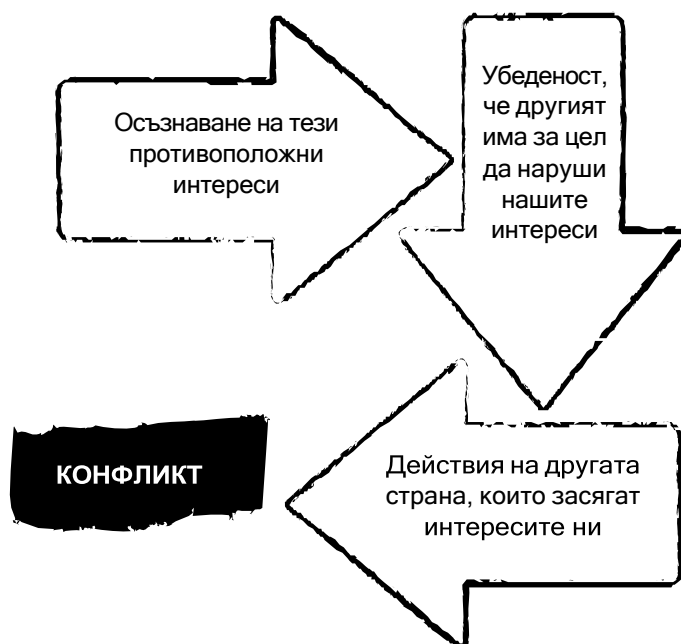 Осъзнаване на тези
противоположни
интереси
Убеденост,
че другият
има за цел
да наруши
нашите
интереси
Действия на другата
страна, които засягат
интересите ни
КОНФЛИКТ